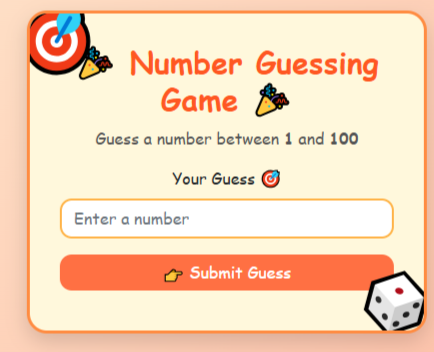 🎉 Number Guessing
Game 🎉
Guess a number between 1 and 100
Your Guess 🎯
Enter a number
👉 Submit Guess